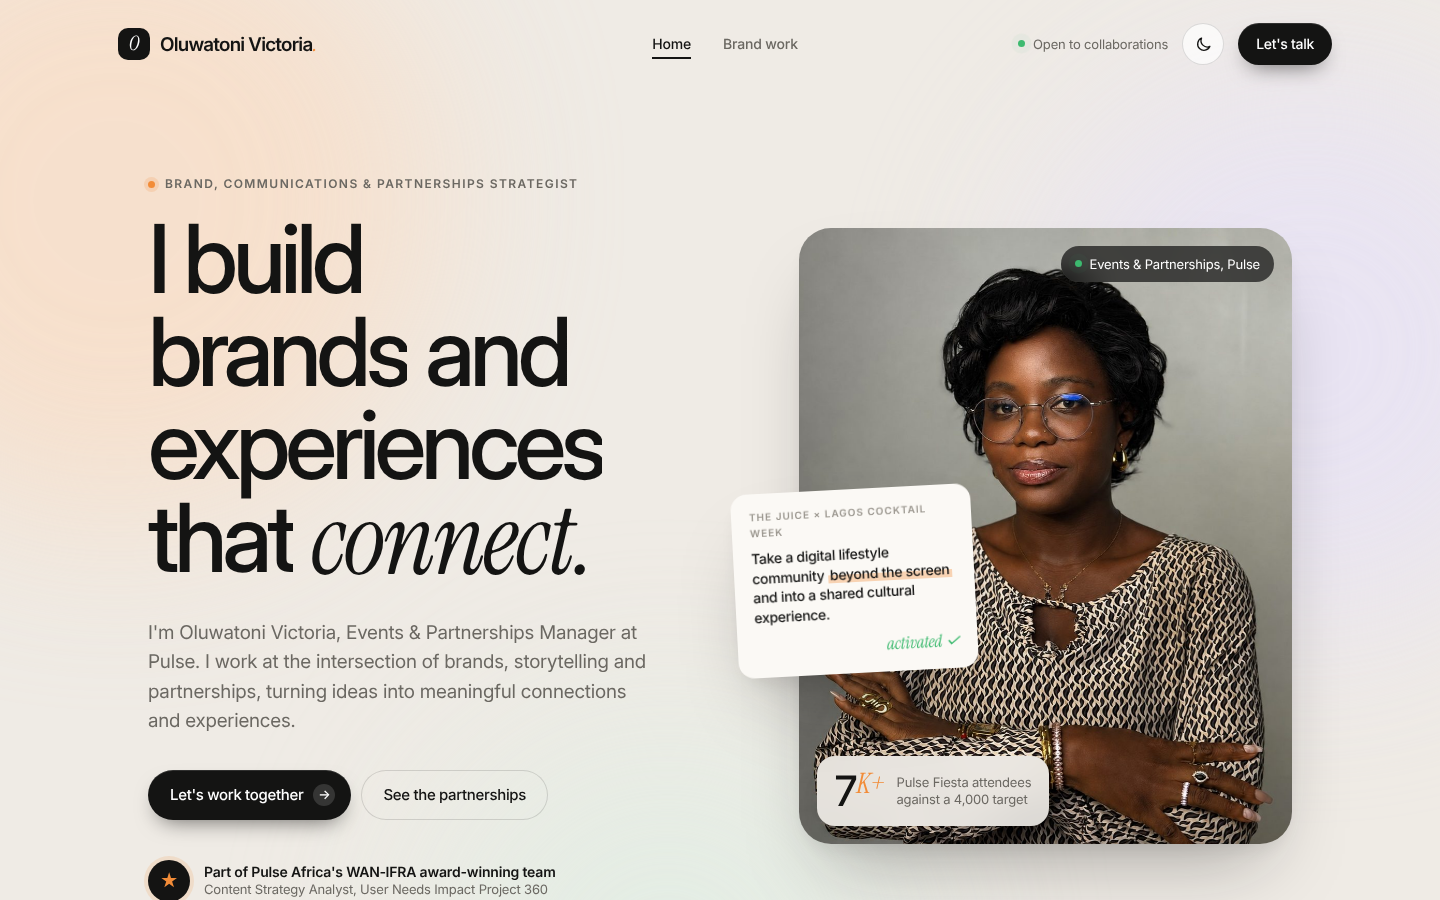 O
Oluwatoni Victoria.
Home
Brand work
Open to collaborations
Let's talk
BRAND, COMMUNICATIONS & PARTNERSHIPS STRATEGIST
I build
brands and
experiences
that connect.
I'm Oluwatoni Victoria, Events & Partnerships Manager at
Pulse. I work at the intersection of brands, storytelling and
partnerships, turning ideas into meaningful connections
and experiences.
Let's work together →
See the partnerships
Part of Pulse Africa's WAN-IFRA award-winning team
Content Strategy Analyst, User Needs Impact Project 360
Events & Partnerships, Pulse
THE JUICE × LAGOS COCKTAIL
WEEK
Take a digital lifestyle
community beyond the screen
and into a shared cultural
experience.
activated ✓
7K+
Pulse Fiesta attendees
against a 4,000 target